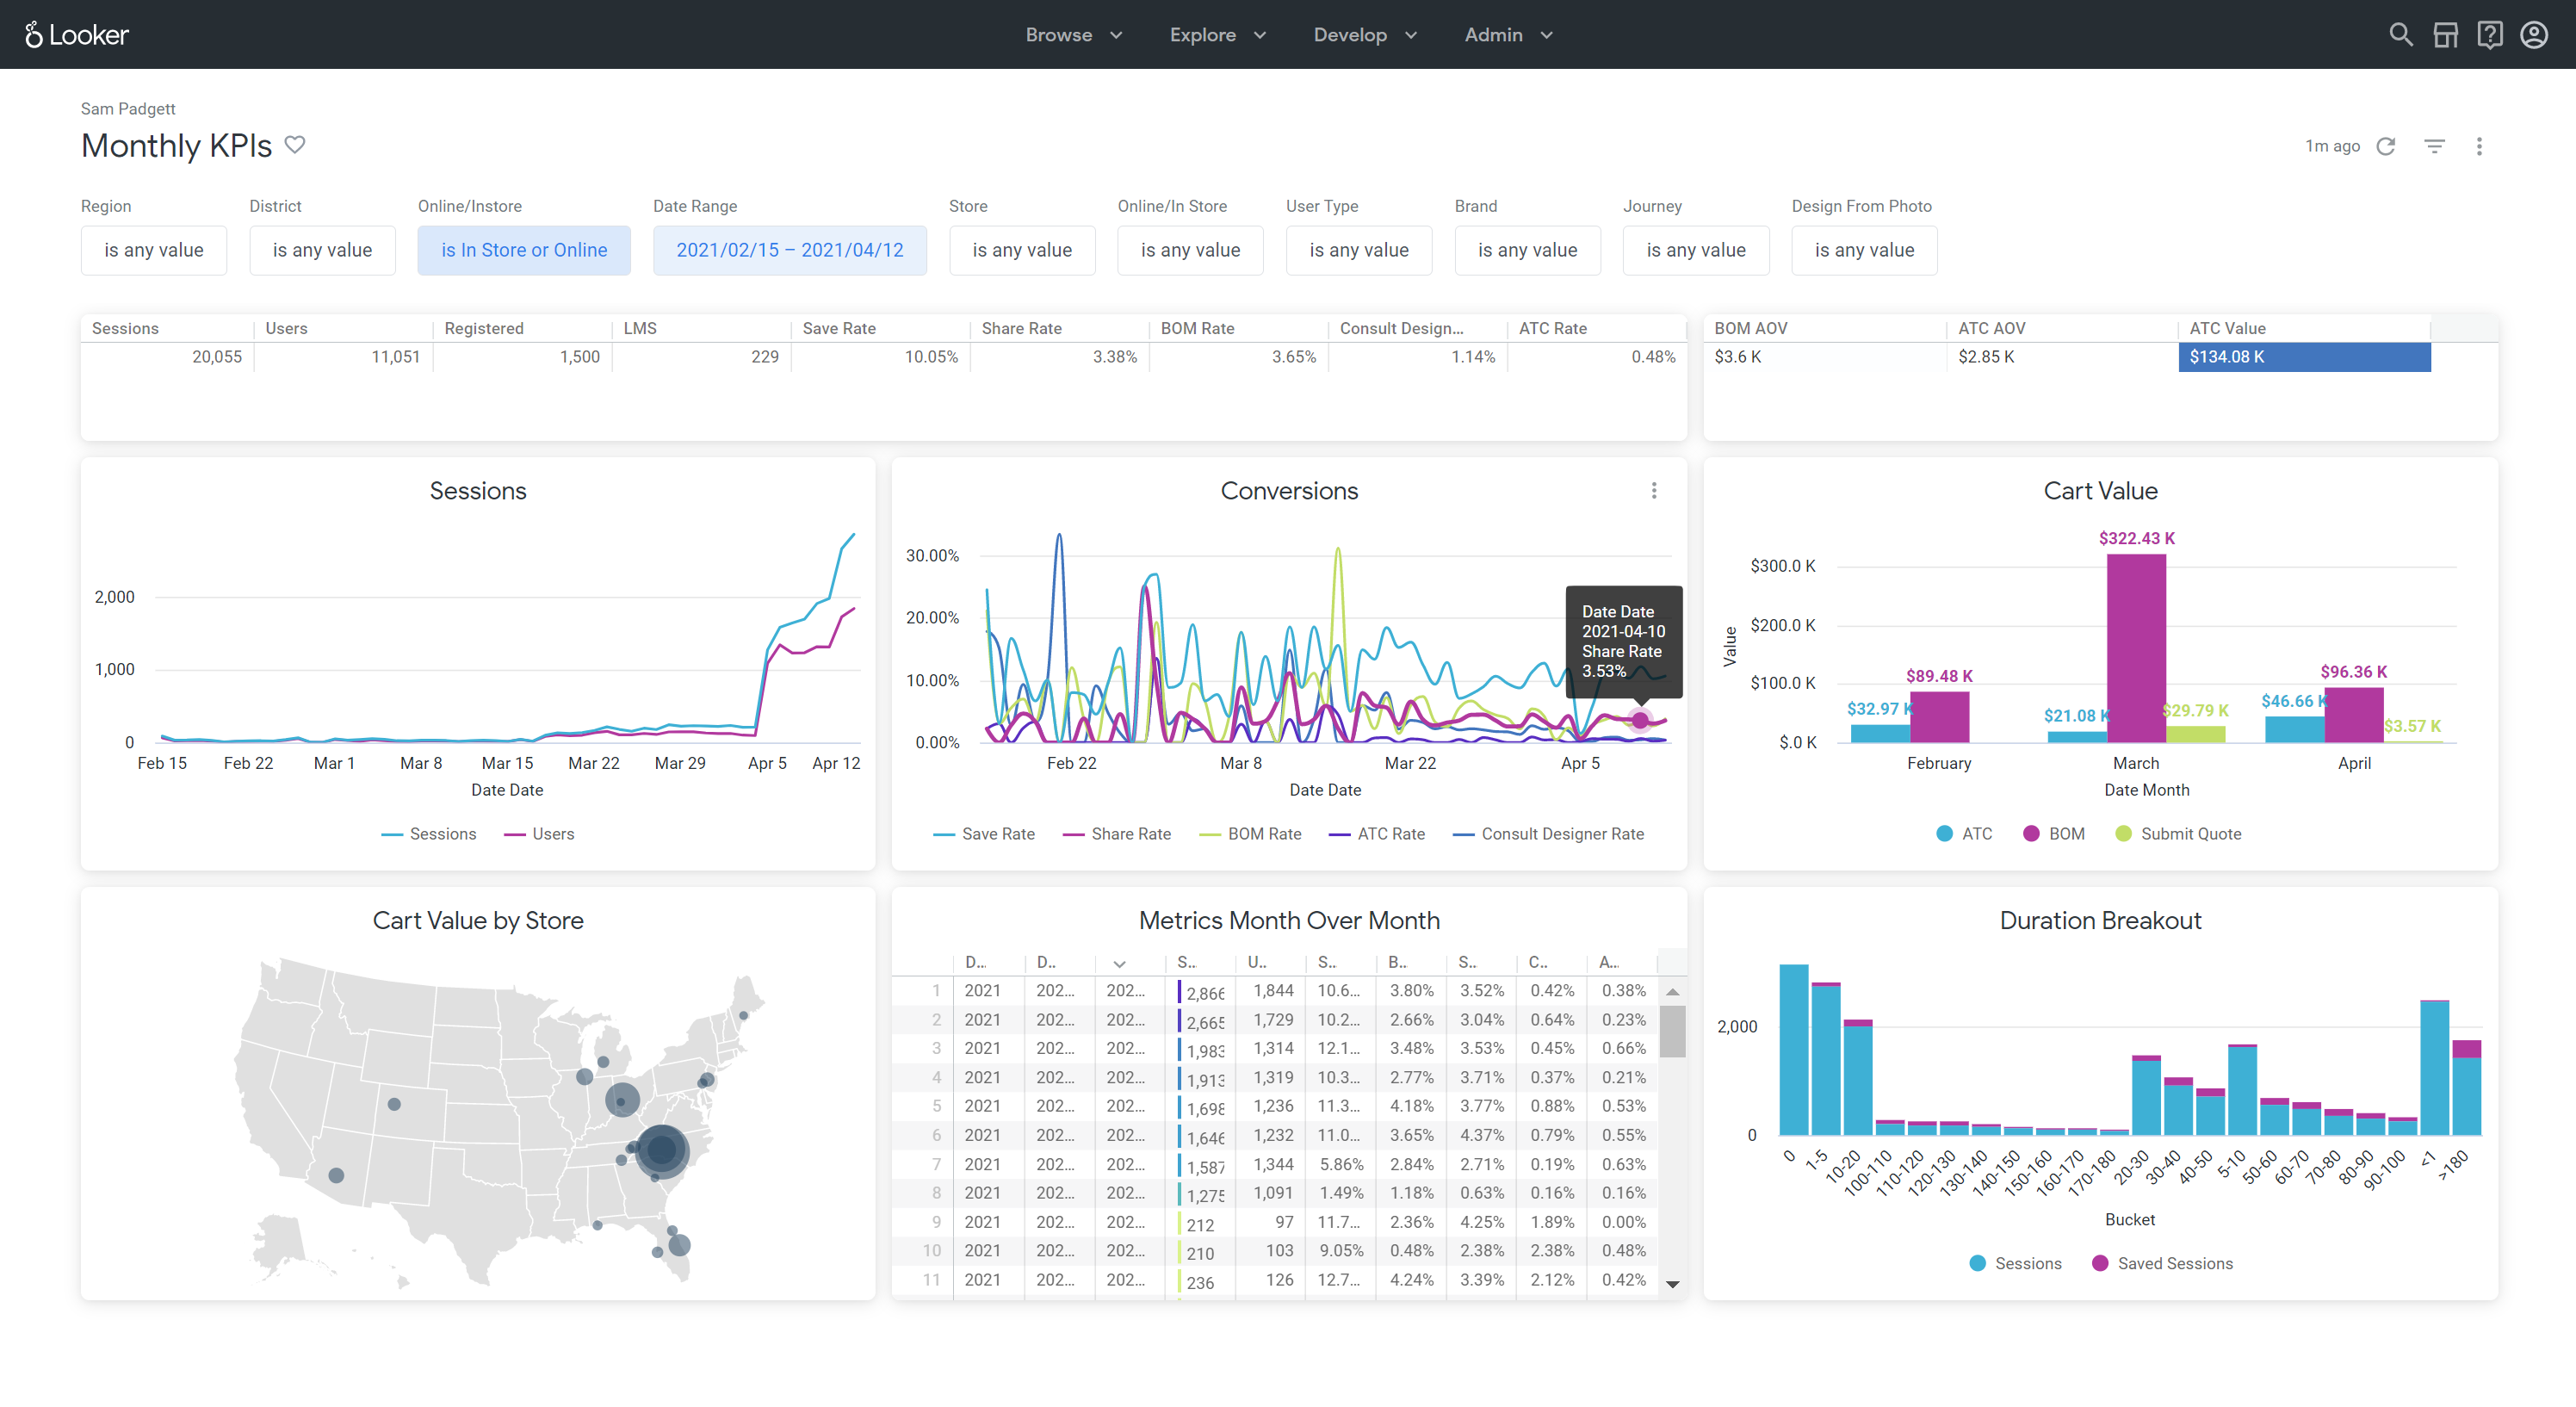 Looker
Browse Explore Develop Admin
Sam Padgett
Monthly KPIs
1m ago
Region District Online/Instore Date Range Store Online/In Store User Type Brand Journey Design From Photo
is any value is any value is In Store or Online 2021/02/15 – 2021/04/12 is any value is any value is any value is any value is any value is any value
Sessions Users Registered LMS Save Rate Share Rate BOM Rate Consult Design... ATC Rate
20,055 11,051 1,500 229 10.05% 3.38% 3.65% 1.14% 0.48%
BOM AOV ATC AOV ATC Value
$3.6 K $2.85 K $134.08 K
Sessions
2,000
1,000
0
Feb 15 Feb 22 Mar 1 Mar 8 Mar 15 Mar 22 Mar 29 Apr 5 Apr 12
Date Date
Sessions Users
Conversions
30.00%
20.00%
10.00%
0.00%
Date Date
2021-04-10
Share Rate
3.53%
Feb 22 Mar 8 Mar 22 Apr 5
Date Date
Save Rate Share Rate BOM Rate ATC Rate Consult Designer Rate
Cart Value
Value
$300.0 K
$200.0 K
$100.0 K
$.0 K
$32.97 K $89.48 K
$21.08 K $322.43 K $29.79 K
$46.66 K $96.36 K $3.57 K
February March April
Date Month
ATC BOM Submit Quote
Cart Value by Store
Metrics Month Over Month
D... D... S... U... S... B... S... C... A...
1 2021 202... 202... 2,866 1,844 10.6... 3.80% 3.52% 0.42% 0.38%
2 2021 202... 202... 2,665 1,729 10.2... 2.66% 3.04% 0.64% 0.23%
3 2021 202... 202... 1,983 1,314 12.1... 3.48% 3.53% 0.45% 0.66%
4 2021 202... 202... 1,913 1,319 10.3... 2.77% 3.71% 0.37% 0.21%
5 2021 202... 202... 1,698 1,236 11.3... 4.18% 3.77% 0.88% 0.53%
6 2021 202... 202... 1,646 1,232 11.0... 3.65% 4.37% 0.79% 0.55%
7 2021 202... 202... 1,587 1,344 5.86% 2.84% 2.71% 0.19% 0.63%
8 2021 202... 202... 1,275 1,091 1.49% 1.18% 0.63% 0.16% 0.16%
9 2021 202... 202... 212 97 11.7... 2.36% 4.25% 1.89% 0.00%
10 2021 202... 202... 210 103 9.05% 0.48% 2.38% 2.38% 0.48%
11 2021 202... 202... 236 126 12.7... 4.24% 3.39% 2.12% 0.42%
Duration Breakout
2,000
0
0 1-5 10-20 100-110 110-120 120-130 130-140 140-150 150-160 160-170 170-180 20-30 30-40 40-50 5-10 50-60 60-70 70-80 80-90 90-100 <1 >180
Bucket
Sessions Saved Sessions